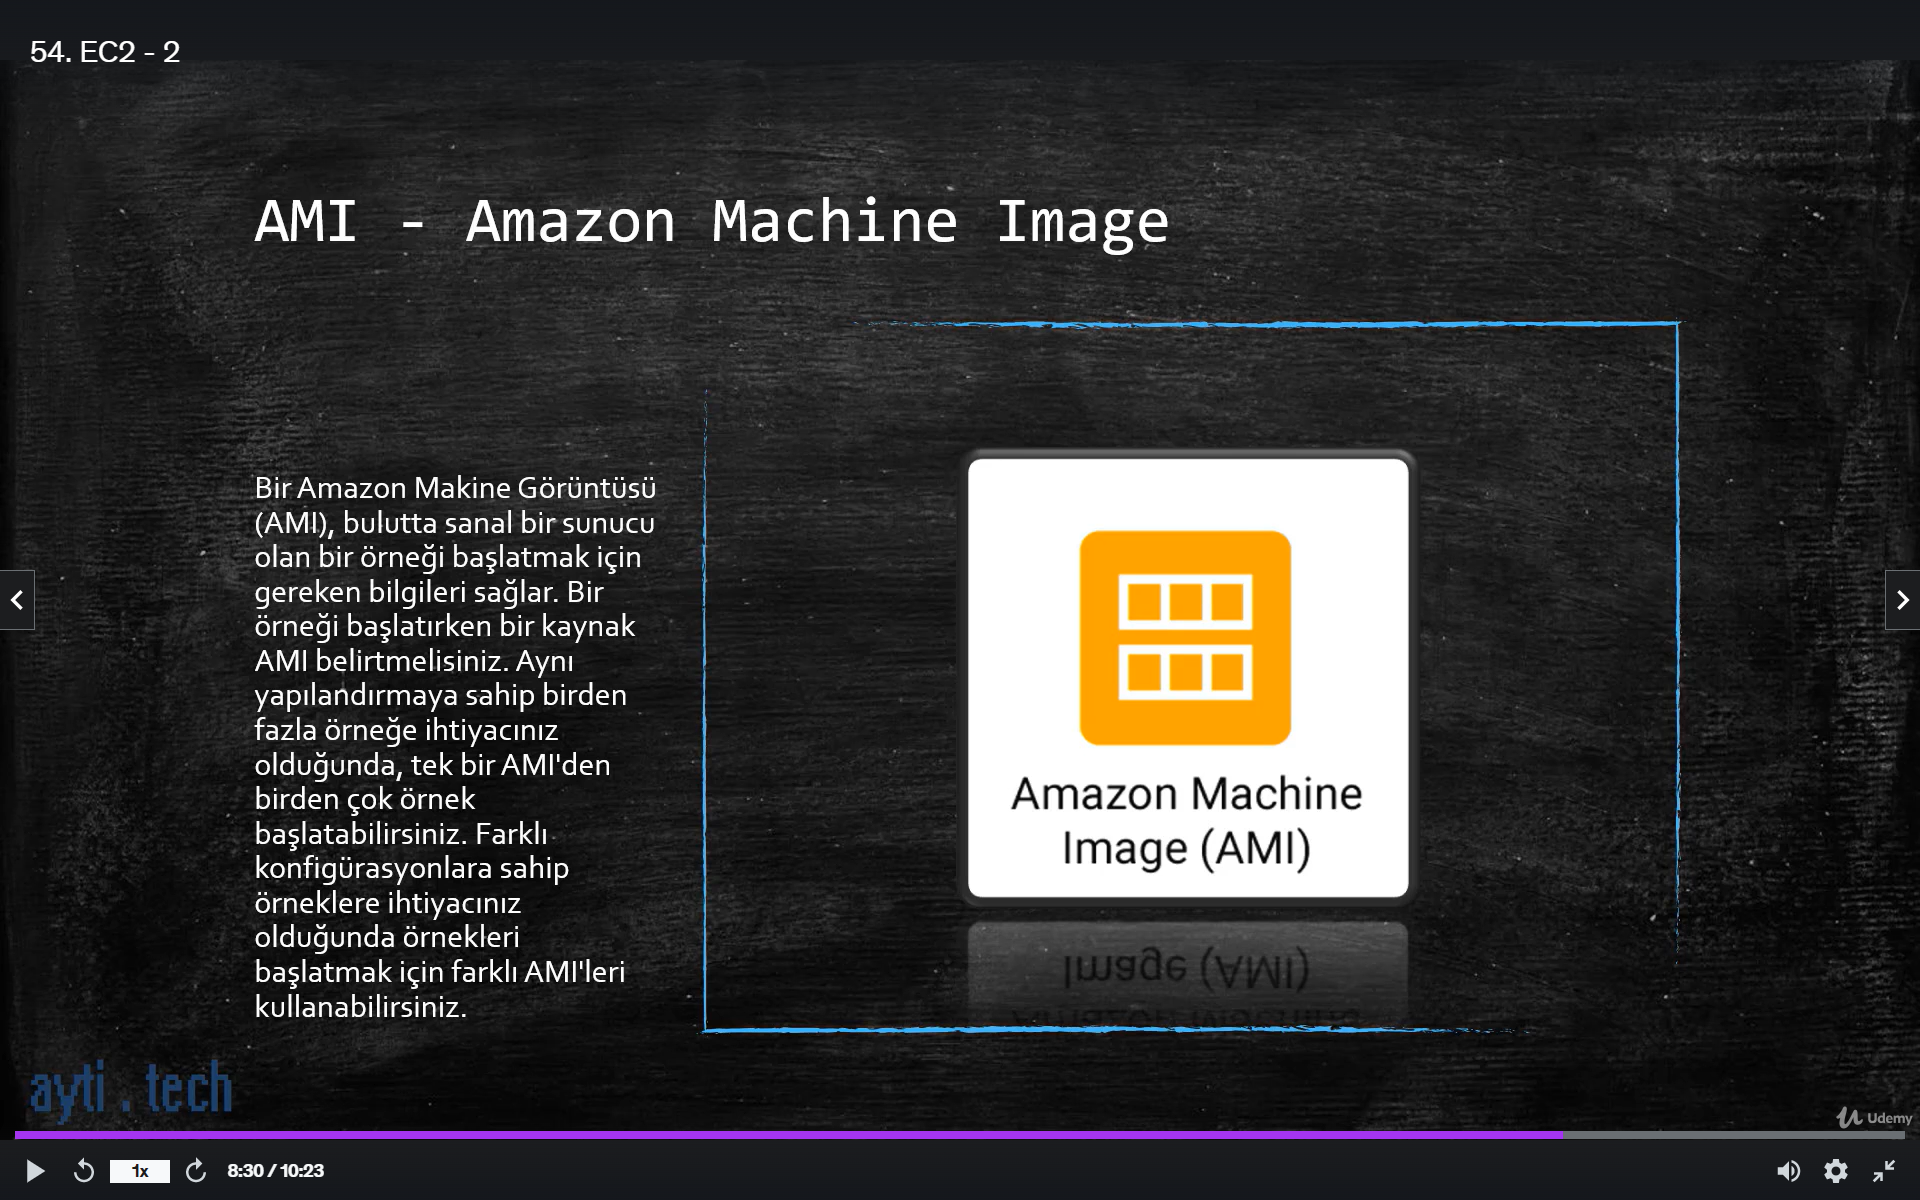 54. EC2 - 2
AMI - Amazon Machine Image
Bir Amazon Makine Görüntüsü
(AMI), bulutta sanal bir sunucu
olan bir örneği başlatmak için
gereken bilgileri sağlar. Bir
örneği başlatırken bir kaynak
AMI belirtmelisiniz. Aynı
yapılandırmaya sahip birden
fazla örneğe ihtiyacınız
olduğunda, tek bir AMI'den
birden çok örnek
başlatabilirsiniz. Farklı
konfigürasyonlara sahip
örneklere ihtiyacınız
olduğunda örnekleri
başlatmak için farklı AMI'leri
kullanabilirsiniz.
Amazon Machine
Image (AMI)
ayti . tech
Udemy
1x
8:30 / 10:23